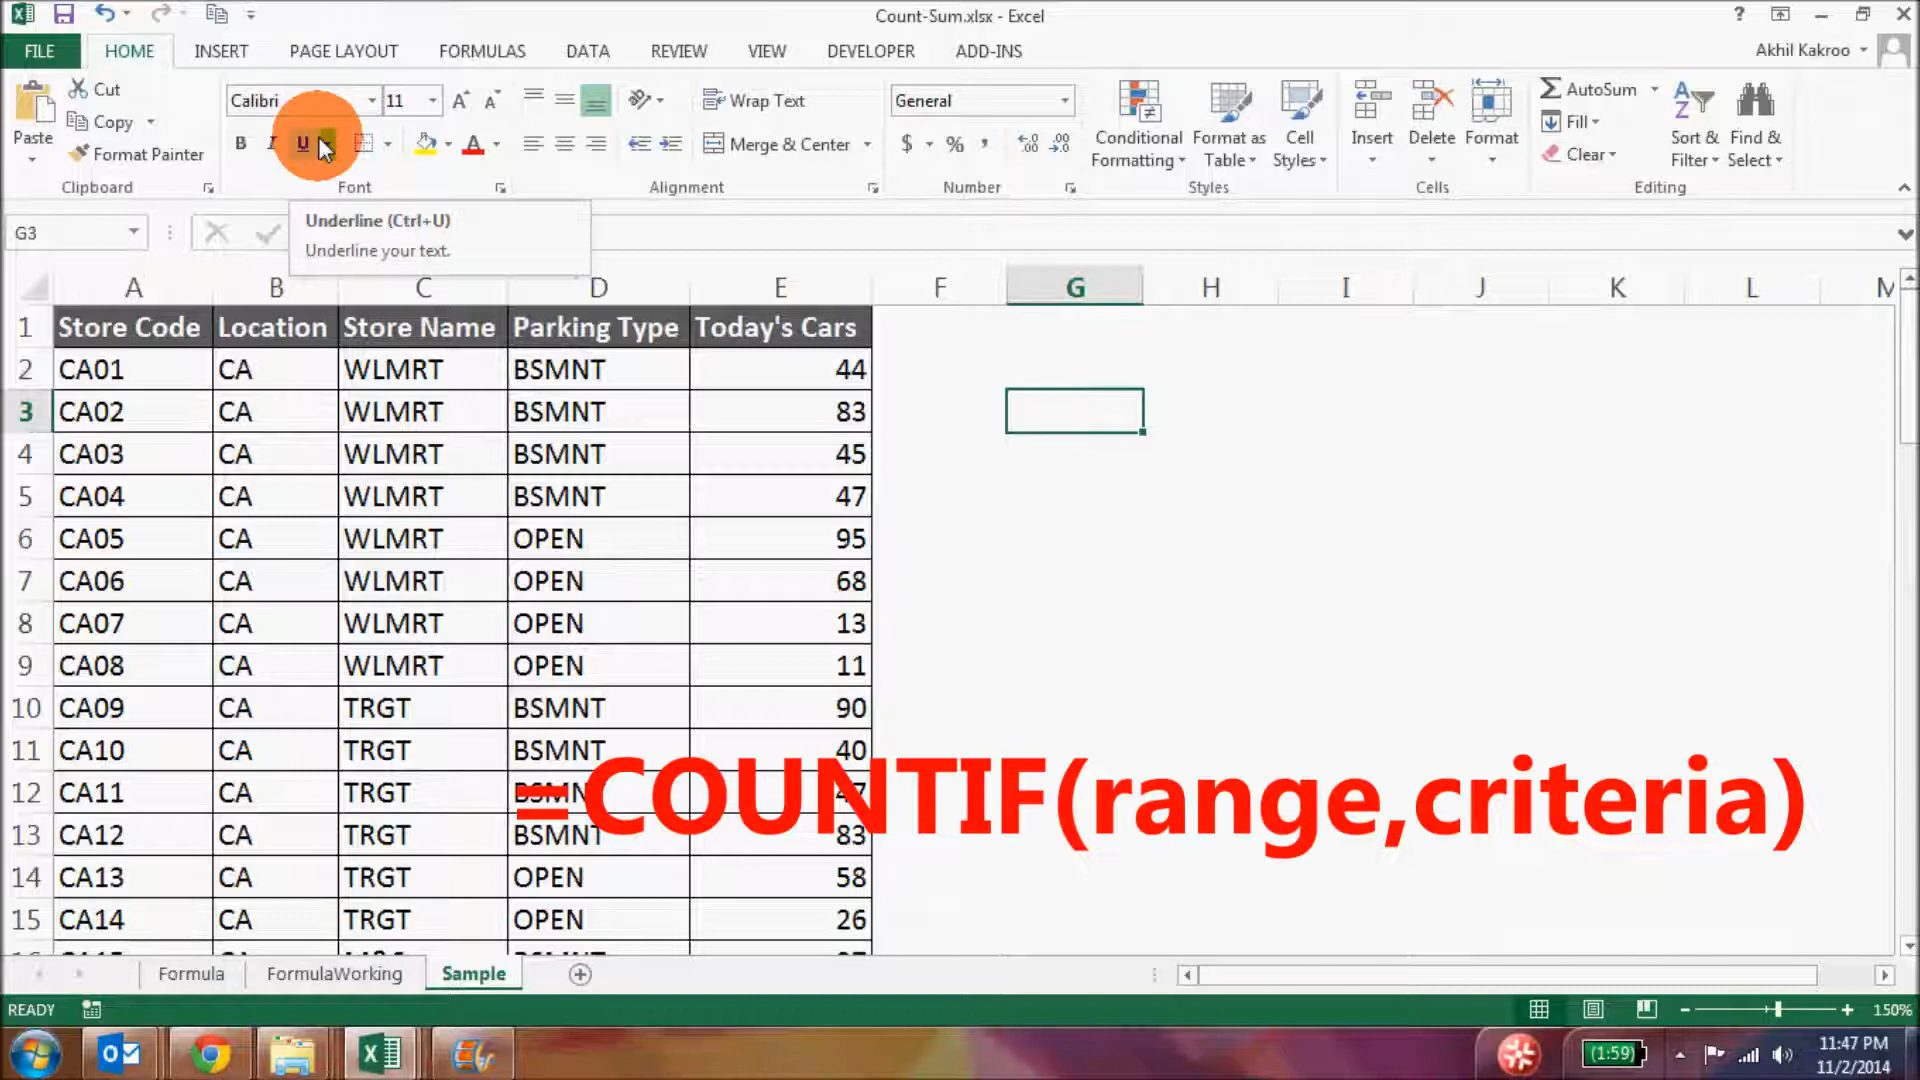 Count-Sum.xlsx - Excel
?
FILE HOME INSERT PAGE LAYOUT FORMULAS DATA REVIEW VIEW DEVELOPER ADD-INS Akhil Kakroo
Paste
Cut
Copy
Format Painter
Clipboard
Calibri 11
B I U A
Font
Wrap Text
Merge & Center
Alignment
General
$ % ,
Number
Conditional Formatting
Format as Table
Cell Styles
Styles
Insert Delete Format
Cells
AutoSum
Fill
Clear
Sort & Filter
Find & Select
Editing
G3
Underline (Ctrl+U)
Underline your text.
A B C D E F G H I J K L M
1 Store Code Location Store Name Parking Type Today's Cars
2 CA01 CA WLMRT BSMNT 44
3 CA02 CA WLMRT BSMNT 83
4 CA03 CA WLMRT BSMNT 45
5 CA04 CA WLMRT BSMNT 47
6 CA05 CA WLMRT OPEN 95
7 CA06 CA WLMRT OPEN 68
8 CA07 CA WLMRT OPEN 13
9 CA08 CA WLMRT OPEN 11
10 CA09 CA TRGT BSMNT 90
11 CA10 CA TRGT BSMNT 40
12 CA11 CA TRGT BSMNT 47
13 CA12 CA TRGT BSMNT 83
14 CA13 CA TRGT OPEN 58
15 CA14 CA TRGT OPEN 26
=COUNTIF(range,criteria)
Formula FormulaWorking Sample
READY 150%
(1:59)
11:47 PM
11/2/2014